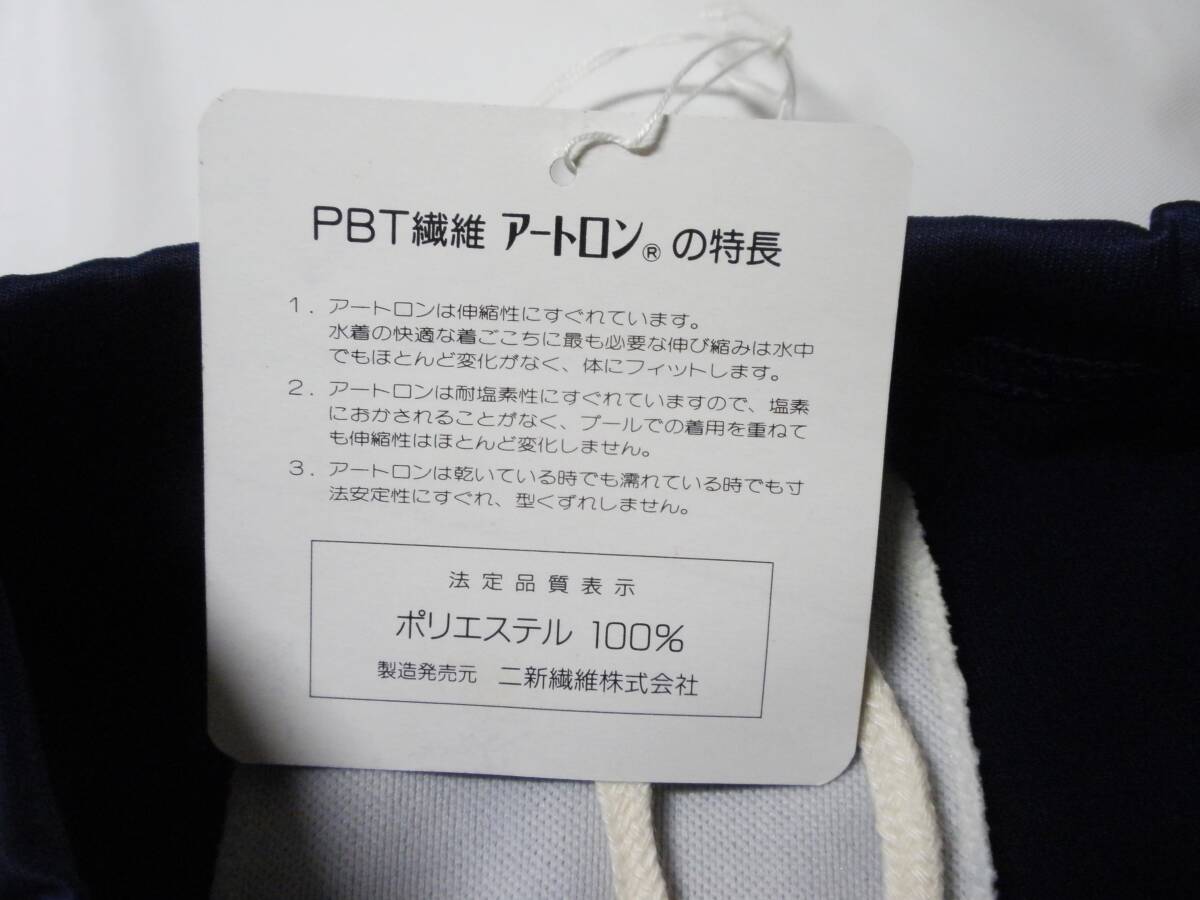 PBT繊維 アートロン®の特長
1. アートロンは伸縮性にすぐれています。
水着の快適な着ごこちに最も必要な伸び縮みは水中
でもほとんど変化がなく、体にフィットします。
2. アートロンは耐塩素性にすぐれていますので、塩素
におかされることがなく、プールでの着用を重ねて
も伸縮性はほとんど変化しません。
3. アートロンは乾いている時でも濡れている時でも寸
法安定性にすぐれ、型くずれしません。
法定品質表示
ポリエステル 100%
製造発売元 二新繊維株式会社